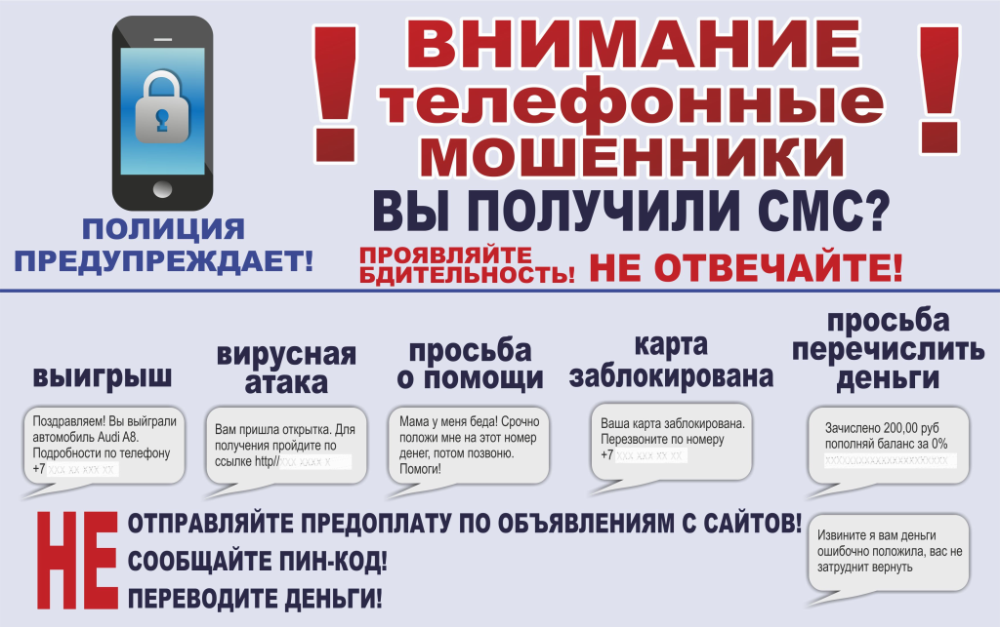 ВНИМАНИЕ
телефонные
МОШЕННИКИ
ВЫ ПОЛУЧИЛИ СМС?
ПРОЯВЛЯЙТЕ
БДИТЕЛЬНОСТЬ!
НЕ ОТВЕЧАЙТЕ!
ПОЛИЦИЯ
ПРЕДУПРЕЖДАЕТ!
! !
выигрыш
Поздравляем! Вы выиграли
автомобиль Audi A8.
Подробности по телефону
+7 xxx xx xxx xx
вирусная
атака
Вам пришла открытка. Для
получения пройдите по
ссылке http//xxx xxxx x
просьба
о помощи
Мама у меня беда! Срочно
положи мне на этот номер
денег, потом позвоню.
Помоги!
карта
заблокирована
Ваша карта заблокирована.
Перезвоните по номеру
+7 xxx xx xx xx
просьба
перечислить
деньги
Зачислено 200,00 руб
пополняй баланс за 0%
Извините я вам деньги
ошибочно положила, вас не
затруднит вернуть
НЕ
ОТПРАВЛЯЙТЕ ПРЕДОПЛАТУ ПО ОБЪЯВЛЕНИЯМ С САЙТОВ!
СООБЩАЙТЕ ПИН-КОД!
ПЕРЕВОДИТЕ ДЕНЬГИ!